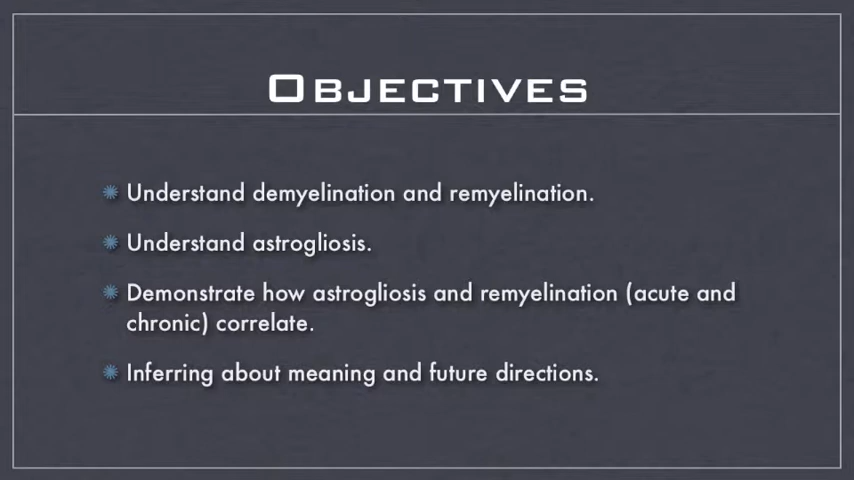 Objectives
Understand demyelination and remyelination.
Understand astrogliosis.
Demonstrate how astrogliosis and remyelination (acute and
chronic) correlate.
Inferring about meaning and future directions.